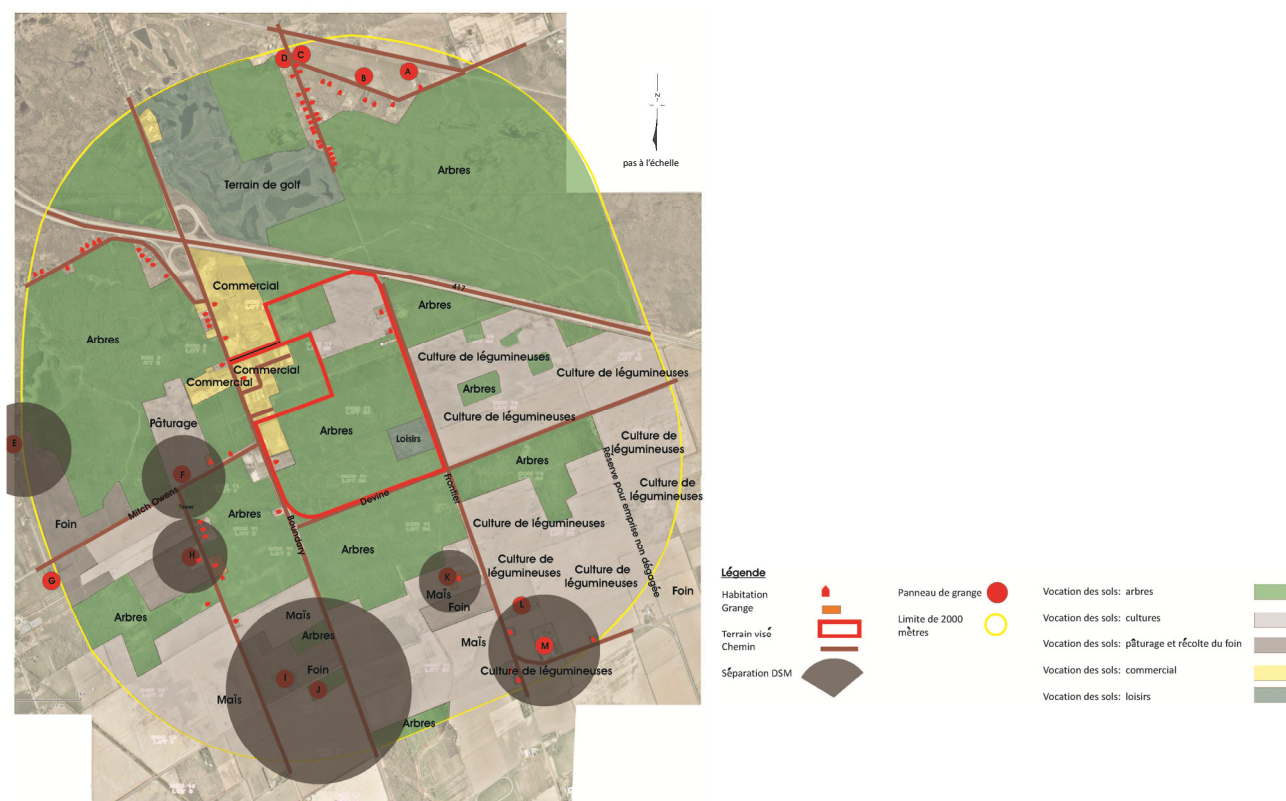 D
C
B
A
N
pas à l'échelle
Arbres
Terrain de golf
417
Commercial
Arbres
Arbres
Culture de légumineuses
Culture de légumineuses
Commercial
Commercial
Arbres
Culture de légumineuses
Pâturage
Arbres
Loisirs
Culture de
légumineuses
E
F
Arbres
Réserve pour emprise non dégagée
Culture de
légumineuses
Mitch Owens
Tower
Devine
Frontier
Foin
Arbres
Boundary
Culture de légumineuses
Arbres
H
Culture de
légumineuses
Culture de
légumineuses
G
K
Foin
Maïs
Foin
L
Arbres
Maïs
Arbres
Maïs
M
Foin
Culture de légumineuses
I
J
Maïs
Arbres
Légende
Habitation
Grange
Terrain visé
Chemin
Séparation DSM
Panneau de grange
Limite de 2000
mètres
Vocation des sols: arbres
Vocation des sols: cultures
Vocation des sols: pâturage et récolte du foin
Vocation des sols: commercial
Vocation des sols: loisirs